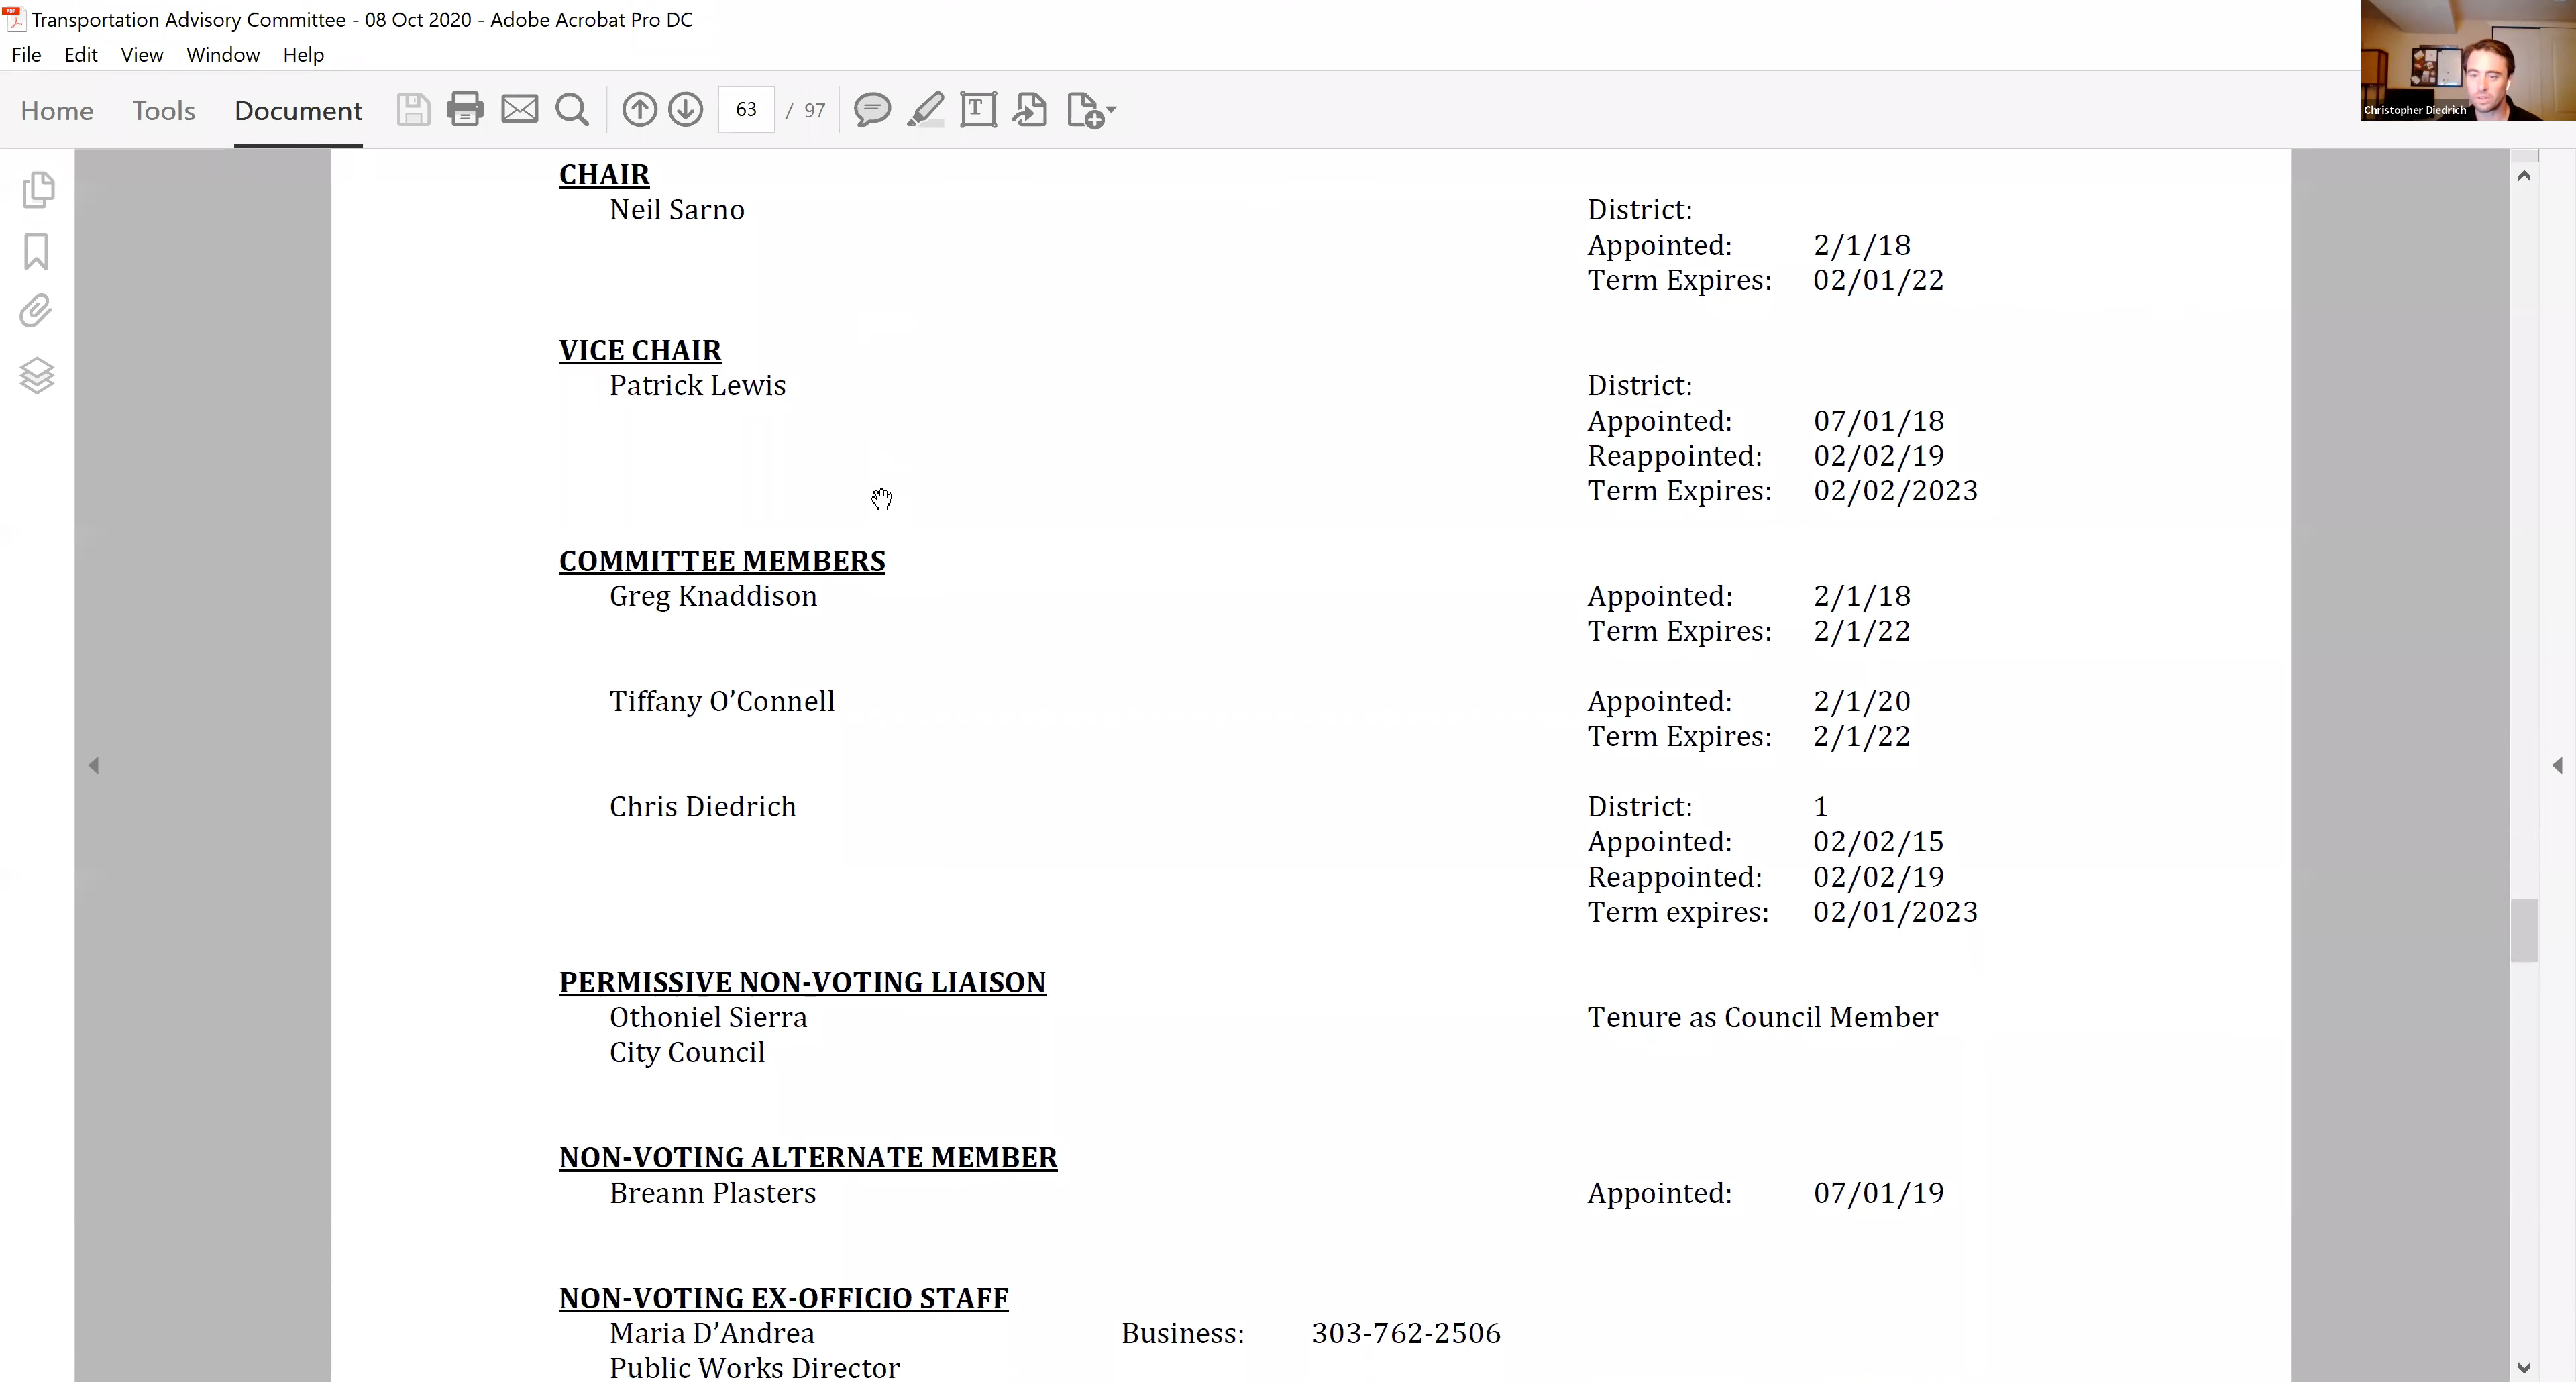 Transportation Advisory Committee - 08 Oct 2020 - Adobe Acrobat Pro DC
File Edit View Window Help
Christopher Diedrich
Home Tools Document 63 / 97
CHAIR
Neil Sarno District:
Appointed: 2/1/18
Term Expires: 02/01/22
VICE CHAIR
Patrick Lewis District:
Appointed: 07/01/18
Reappointed: 02/02/19
Term Expires: 02/02/2023
COMMITTEE MEMBERS
Greg Knaddison Appointed: 2/1/18
Term Expires: 2/1/22
Tiffany O’Connell Appointed: 2/1/20
Term Expires: 2/1/22
Chris Diedrich District: 1
Appointed: 02/02/15
Reappointed: 02/02/19
Term expires: 02/01/2023
PERMISSIVE NON-VOTING LIAISON
Othoniel Sierra Tenure as Council Member
City Council
NON-VOTING ALTERNATE MEMBER
Breann Plasters Appointed: 07/01/19
NON-VOTING EX-OFFICIO STAFF
Maria D’Andrea Business: 303-762-2506
Public Works Director